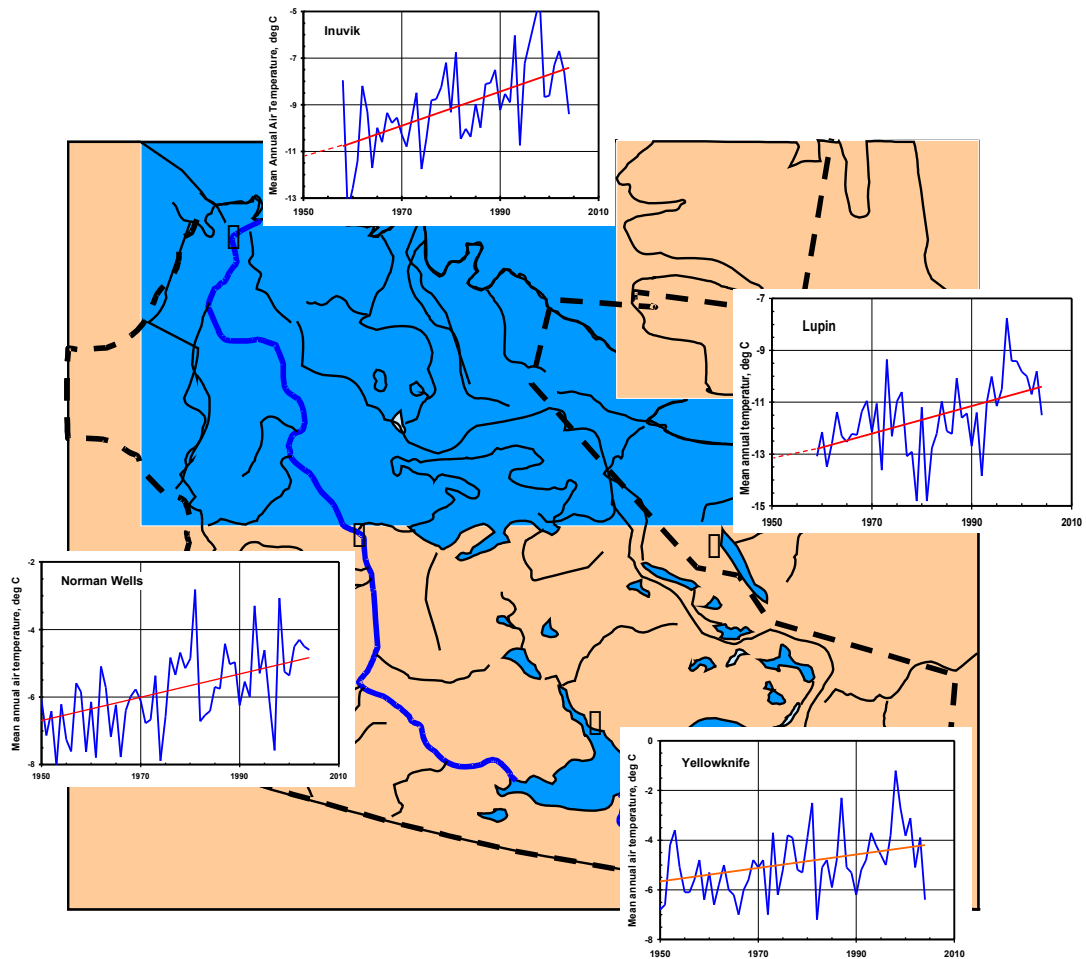 Inuvik
Mean Annual Air Temperature, deg C
-5
-7
-9
-11
-13
1950 1970 1990 2010
Lupin
Mean annual temperatur, deg C
-7
-9
-11
-13
-15
1950 1970 1990 2010
Norman Wells
Mean annual air temperature, deg C
-2
-4
-6
-8
1950 1970 1990 2010
Yellowknife
Mean annual air temperature, deg C
0
-2
-4
-6
-8
1950 1970 1990 2010